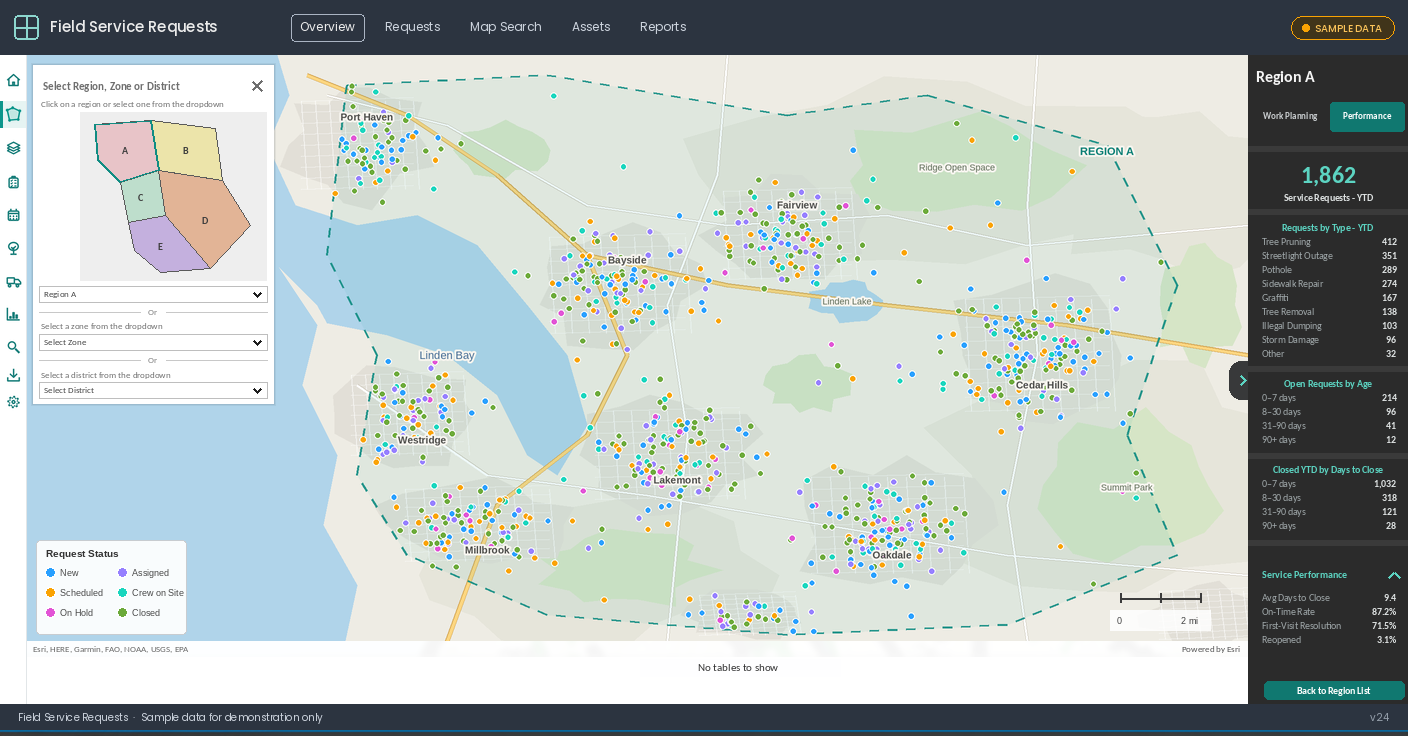 Field Service Requests
Overview
Requests
Map Search
Assets
Reports
SAMPLE DATA
Select Region, Zone or District
Click on a region or select one from the dropdown
A
B
C
D
E
Region A
Or
Select a zone from the dropdown
Select Zone
Or
Select a district from the dropdown
Select District
Port Haven
REGION A
Ridge Open Space
Fairview
Bayside
Linden Lake
Linden Bay
Cedar Hills
Westridge
Lakemont
Summit Park
Millbrook
Oakdale
Request Status
New
Assigned
Scheduled
Crew on Site
On Hold
Closed
0 2 mi
Esri, HERE, Garmin, FAO, NOAA, USGS, EPA
Powered by Esri
No tables to show
Region A
Work Planning
Performance
1,862
Service Requests - YTD
Requests by Type - YTD
Tree Pruning 412
Streetlight Outage 351
Pothole 289
Sidewalk Repair 274
Graffiti 167
Tree Removal 138
Illegal Dumping 103
Storm Damage 96
Other 32
Open Requests by Age
0–7 days 214
8–30 days 96
31–90 days 41
90+ days 12
Closed YTD by Days to Close
0–7 days 1,032
8–30 days 318
31–90 days 121
90+ days 28
Service Performance
Avg Days to Close 9.4
On-Time Rate 87.2%
First-Visit Resolution 71.5%
Reopened 3.1%
Back to Region List
Field Service Requests · Sample data for demonstration only
v24